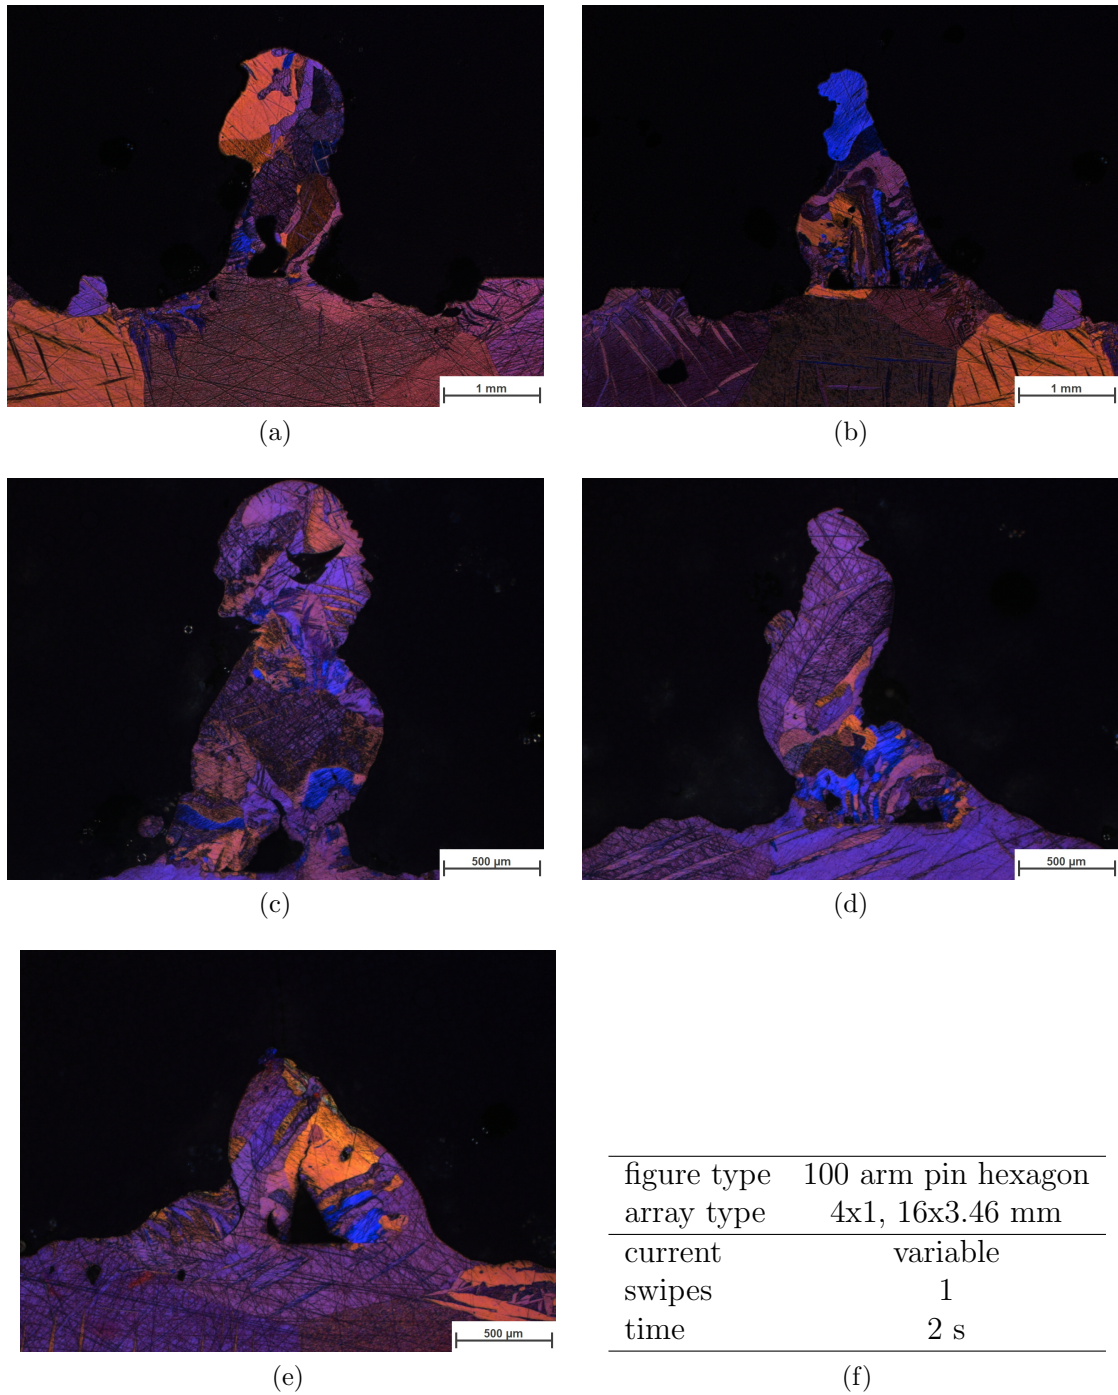 1 mm
(a)
1 mm
(b)
500 µm
(c)
500 µm
(d)
500 µm
(e)
figure type 100 arm pin hexagon
array type 4x1, 16x3.46 mm
current variable
swipes 1
time 2 s
(f)